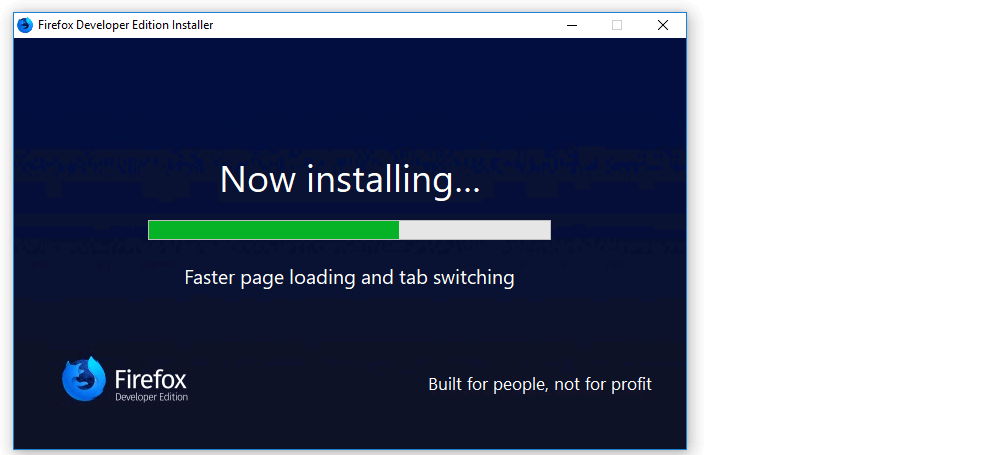 Firefox Developer Edition Installer
Now installing...
Faster page loading and tab switching
Firefox
Developer Edition
Built for people, not for profit